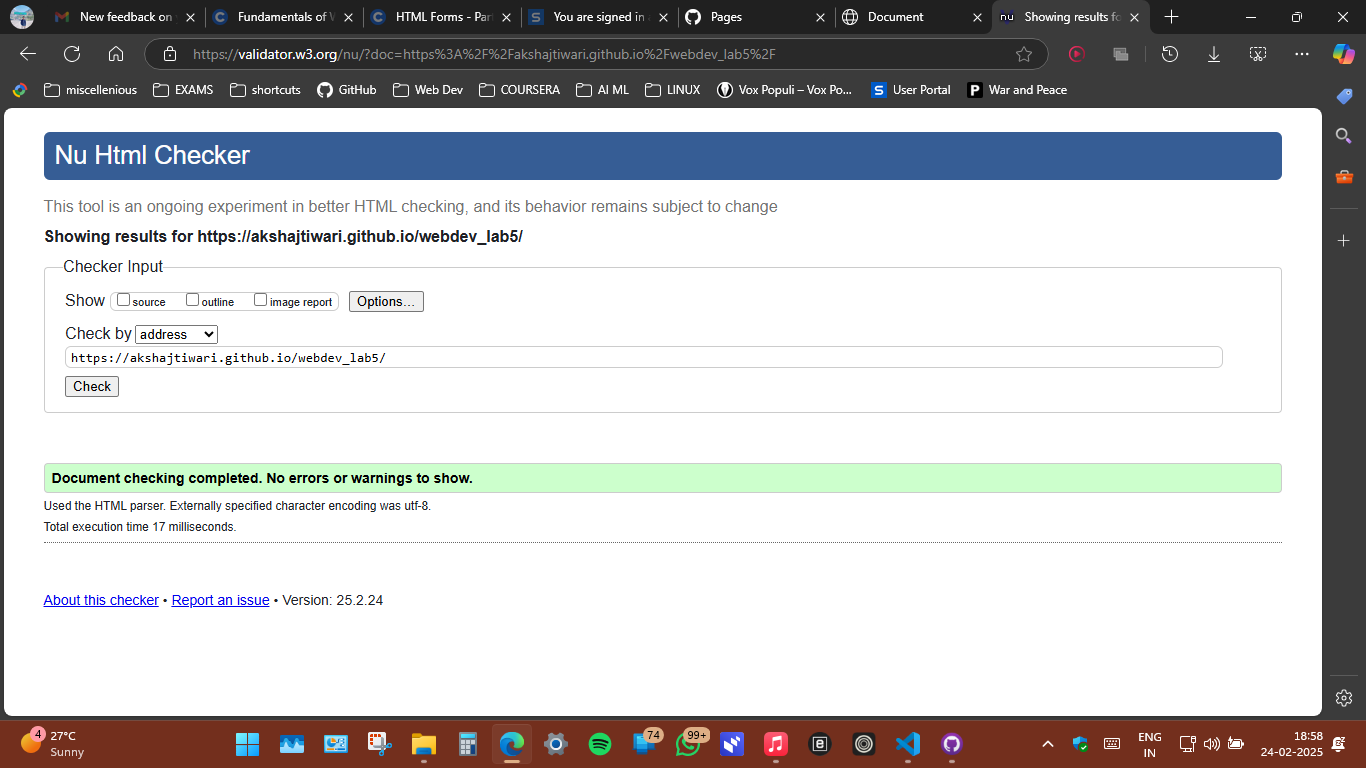 New feedback on
Fundamentals of W
HTML Forms - Par
You are signed in
Pages
Document
nu
Showing results fo
https://validator.w3.org/nu/?doc=https%3A%2F%2Fakshajtiwari.github.io%2Fwebdev_lab5%2F
miscellenious
EXAMS
shortcuts
GitHub
Web Dev
COURSERA
AI ML
LINUX
Vox Populi – Vox Po...
S
User Portal
P
War and Peace
Nu Html Checker
This tool is an ongoing experiment in better HTML checking, and its behavior remains subject to change
Showing results for https://akshajtiwari.github.io/webdev_lab5/
Checker Input
Show source outline image report Options...
Check by address
https://akshajtiwari.github.io/webdev_lab5/
Check
Document checking completed. No errors or warnings to show.
Used the HTML parser. Externally specified character encoding was utf-8.
Total execution time 17 milliseconds.
About this checker • Report an issue • Version: 25.2.24
4
27°C
Sunny
74
99+
ENG
IN
18:58
24-02-2025